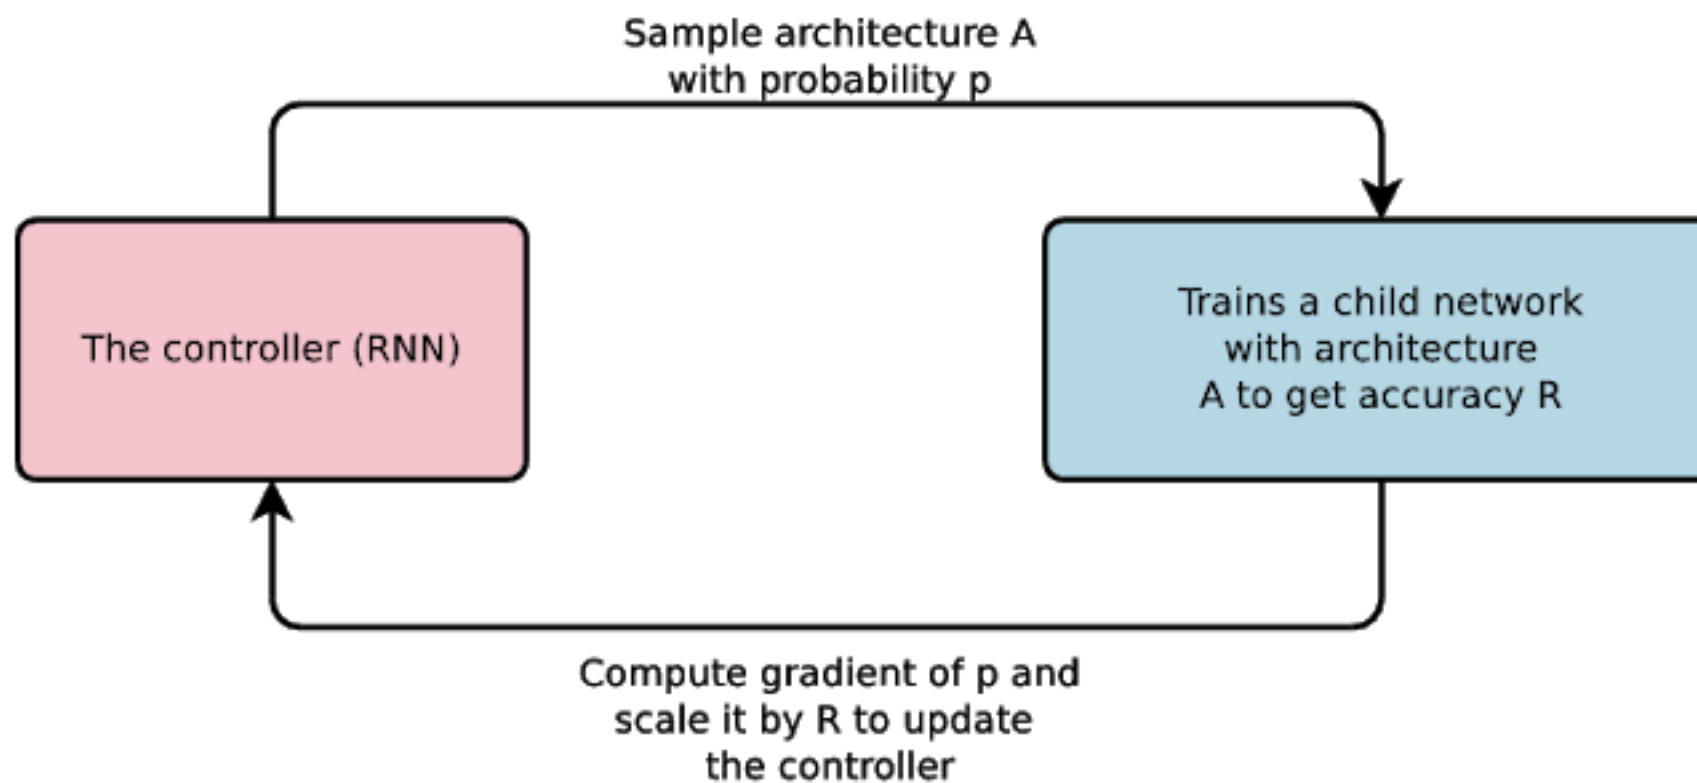 Sample architecture A
with probability p
The controller (RNN)
Trains a child network
with architecture
A to get accuracy R
Compute gradient of p and
scale it by R to update
the controller